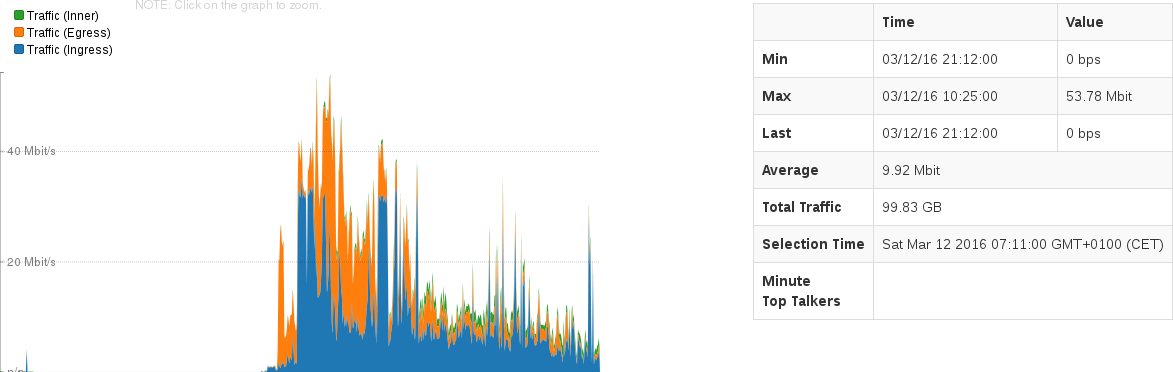 NOTE: Click on the graph to zoom.
Traffic (Inner)
Traffic (Egress)
Traffic (Ingress)
40 Mbit/s
20 Mbit/s
Time Value
Min 03/12/16 21:12:00 0 bps
Max 03/12/16 10:25:00 53.78 Mbit
Last 03/12/16 21:12:00 0 bps
Average 9.92 Mbit
Total Traffic 99.83 GB
Selection Time Sat Mar 12 2016 07:11:00 GMT+0100 (CET)
Minute
Top Talkers